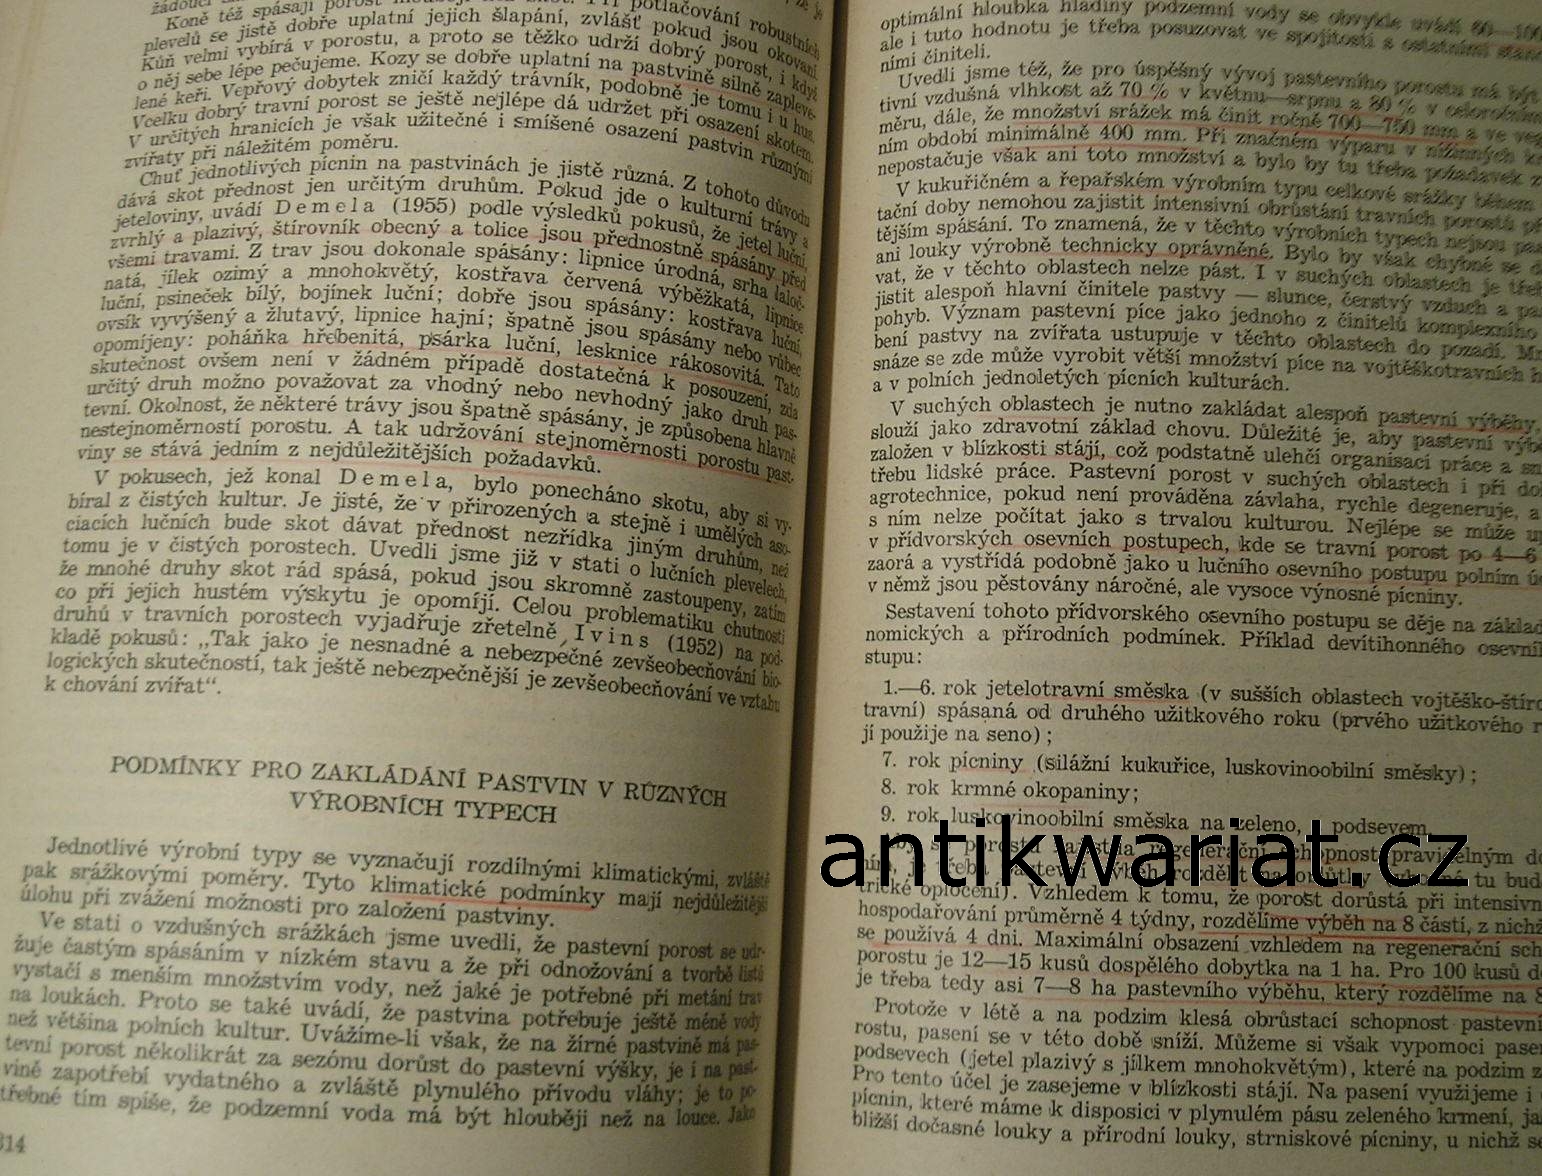 Koně též spásají porost
potlačování robustních
plevelů se jistě dobře uplatní jejich šlapání, zvlášť pokud jsou okovaní.
Kůň velmi vybírá v porostu, a proto se těžko udrží dobrý porost, i když
o něj sebe lépe pečujeme. Kozy se dobře uplatní na pastvině silně zapleve-
lené keři. Vepřový dobytek zničí každý trávník, podobně je tomu i u hus.
Vcelku dobrý travní porost se ještě nejlépe dá udržet při osazení skotem.
V určitých hranicích je však užitečné i smíšené osazení pastvin různými
zvířaty při náležitém poměru.
Chuť jednotlivých pícnin na pastvinách je jistě různá. Z tohoto důvodu
dává skot přednost jen určitým druhům. Pokud jde o kulturní trávy a
jeteloviny, uvádí Demela (1955) podle výsledků pokusů, že jetel luční,
zvrhlý a plazivý, štírovník obecný a tolice jsou přednostně spásány před
všemi travami. Z trav jsou dokonale spásány: lipnice úrodná, srha laloč-
natá, jílek ozimý a mnohokvětý, kostřava červená výběžkatá, lipnice
luční, psineček bílý, bojínek luční; dobře jsou spásány: kostřava luční,
ovsík vyvýšený a žlutavý, lipnice hajní; špatně jsou spásány nebo vůbec
opomíjeny: poháňka hřebenitá, psárka luční, lesknice rákosovitá. Tato
skutečnost ovšem není v žádném případě dostatečná k posouzení, zda
určitý druh možno považovat za vhodný nebo nevhodný jako druh pas-
tevní. Okolnost, že některé trávy jsou špatně spásány, je způsobena hlavně
nestejnoměrností porostu. A tak udržování stejnoměrnosti porostu past-
viny se stává jedním z nejdůležitějších požadavků.
V pokusech, jež konal Demela, bylo ponecháno skotu, aby si vy-
bíral z čistých kultur. Je jisté, že v přirozených a stejně i umělých aso-
ciacích lučních bude skot dávat přednost nezřídka jiným druhům, než
tomu je v čistých porostech. Uvedli jsme již v stati o lučních plevelech,
že mnohé druhy skot rád spásá, pokud jsou skromně zastoupeny, zatím
co při jejich hustém výskytu je opomíjí. Celou problematiku chutnosti
druhů v travních porostech vyjadřuje zřetelně Ivins (1952) na pod-
kladě pokusů: „Tak jako je nesnadné a nebezpečné zevšeobecňování bio-
logických skutečností, tak ještě nebezpečnější je zevšeobecňování ve vztahu
k chování zvířat“.
PODMÍNKY PRO ZAKLÁDÁNÍ PASTVIN V RŮZNÝCH
VÝROBNÍCH TYPECH
Jednotlivé výrobní typy se vyznačují rozdílnými klimatickými, zvláště
pak srážkovými poměry. Tyto klimatické podmínky mají nejdůležitější
úlohu při zvážení možnosti pro založení pastviny.
Ve stati o vzdušných srážkách jsme uvedli, že pastevní porost se udr-
žuje častým spásáním v nízkém stavu a že při odnožování a tvorbě listů
vystačí s menším množstvím vody, než jaké je potřebné při metání trav
na loukách. Proto se také uvádí, že pastvina potřebuje ještě méně vody
než většina polních kultur. Uvážíme-li však, že na žírné pastvině má pas-
tevní porost několikrát za sezónu dorůst do pastevní výšky, je i na past-
vině zapotřebí vydatného a zvláště plynulého přívodu vláhy; je to po-
třebné tím spíše, že podzemní voda má být hlouběji než na louce. Jako
314
optimální hloubka hladiny podzemní vody se obvykle uvádí 60—100
ale i tuto hodnotu je třeba posuzovat ve spojitosti s ostatními stano
ními činiteli.
Uvedli jsme též, že pro úspěšný vývoj pastevního porostu má být
tivní vzdušná vlhkost až 70 % v květnu—srpnu a 80 % v celoročním
měru, dále, že množství srážek má činit ročně 700—750 mm a ve veg
ním období minimálně 400 mm. Při značném výparu v nížinných
nepostačuje však ani toto množství a bylo by tu třeba požadavek z
V kukuřičném a řepařském výrobním typu celkové srážky během
tační doby nemohou zajistit intensivní obrůstání travních porostů
tějším spásání. To znamená, že v těchto výrobních typech nejsou pas
ani louky výrobně technicky oprávněné. Bylo by však chybné se d
vat, že v těchto oblastech nelze pást. I v suchých oblastech je tře
jistit alespoň hlavní činitele pastvy — slunce, čerstvý vzduch a pa
pohyb. Význam pastevní píce jako jednoho z činitelů komplexního
bení pastvy na zvířata ustupuje v těchto oblastech do pozadí. M
snáze se zde může vyrobit větší množství píce na vojtěškotravních h
a v polních jednoletých pícních kulturách.
V suchých oblastech je nutno zakládat alespoň pastevní výběhy,
slouží jako zdravotní základ chovu. Důležité je, aby pastevní výbě
založen v blízkosti stájí, což podstatně ulehčí organisaci práce a sn
třebu lidské práce. Pastevní porost v suchých oblastech i při do
agrotechnice, pokud není prováděna závlaha, rychle degeneruje, a
s ním nelze počítat jako s trvalou kulturou. Nejlépe se může u
v přídvorských osevních postupech, kde se travní porost po 4—6
zaorá a vystřídá podobně jako u lučního osevního postupu polním ú
v němž jsou pěstovány náročné, ale vysoce výnosné pícniny.
Sestavení tohoto přídvorského osevního postupu se děje na základ
nomických a přírodních podmínek. Příklad devítihonného osevní
stupu:
1.—6. rok jetelotravní směska (v sušších oblastech vojtěško-štíro
travní) spásaná od druhého užitkového roku (prvého užitkového r
jí použije na seno);
7. rok pícniny (silážní kukuřice, luskovinoobilní směsky);
8. rok krmné okopaniny;
9. rok luskovinoobilní směska na zeleno, podsevem.
antikwariat.cz
regenerační schopnost pravidelným
třeba pastevní výběh rozdělit tu bud
trické oplocení). Vzhledem k tomu, že porost dorůstá při intensivn
hospodařování průměrně 4 týdny, rozdělíme výběh na 8 částí, z nichž
se používá 4 dni. Maximální obsazení vzhledem na regenerační sch
porostu je 12—15 kusů dospělého dobytka na 1 ha. Pro 100 kusů d
je třeba tedy asi 7—8 ha pastevního výběhu, který rozdělíme na 8
Protože v létě a na podzim klesá obrůstací schopnost pastevní
rostu, pasení se v této době sníží. Můžeme si však vypomoci pase
podsevech (jetel plazivý s jílkem mnohokvětým), které na podzim z
Pro tento účel je zasejeme v blízkosti stájí. Na pasení využijeme i
pícnin, které máme k disposici v plynulém pásu zeleného krmení, ja
bližší dočasné louky a přírodní louky, strniskové pícniny, u nichž se